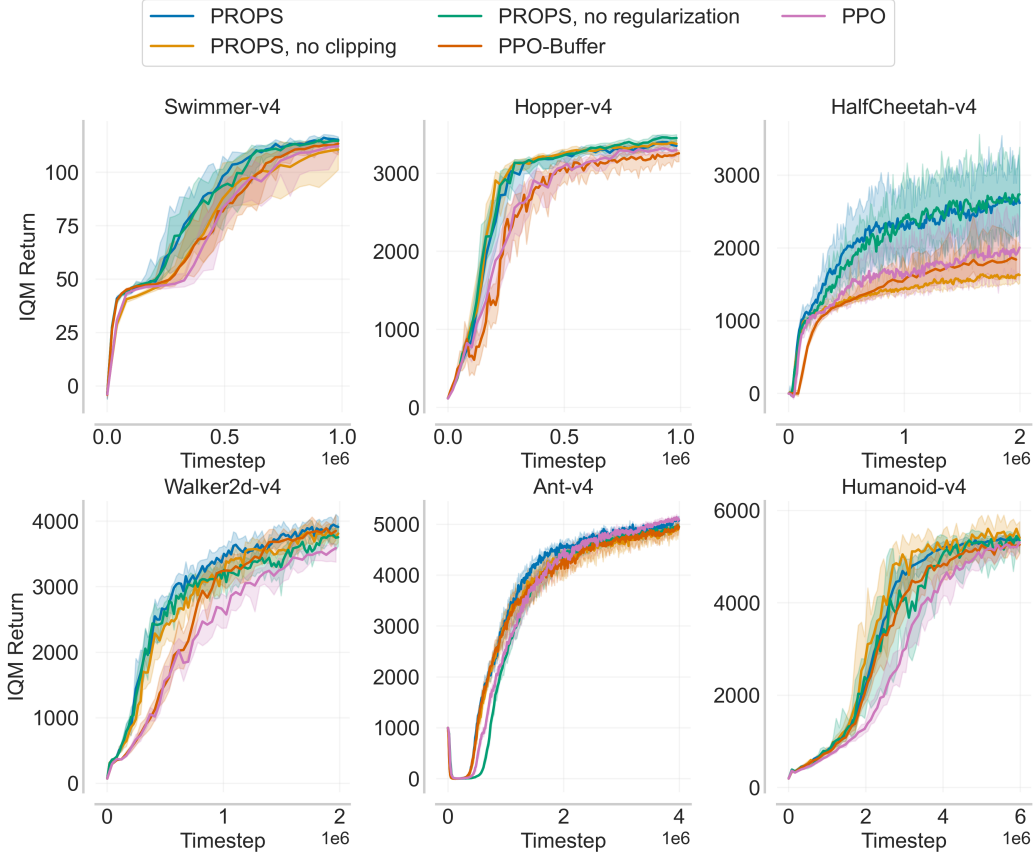 PROPS
PROPS, no regularization
PPO
PROPS, no clipping
PPO-Buffer
Swimmer-v4
Hopper-v4
HalfCheetah-v4
IQM Return
100
75
50
25
0
3000
2000
1000
0
3000
2000
1000
0
0.0 0.5 1.0
1e6
Timestep
0.0 0.5 1.0
1e6
Timestep
0 1 2
1e6
Timestep
Walker2d-v4
Ant-v4
Humanoid-v4
IQM Return
4000
3000
2000
1000
0
5000
4000
3000
2000
1000
0
6000
4000
2000
0
0 1 2
1e6
Timestep
0 2 4
1e6
Timestep
0 2 4 6
1e6
Timestep